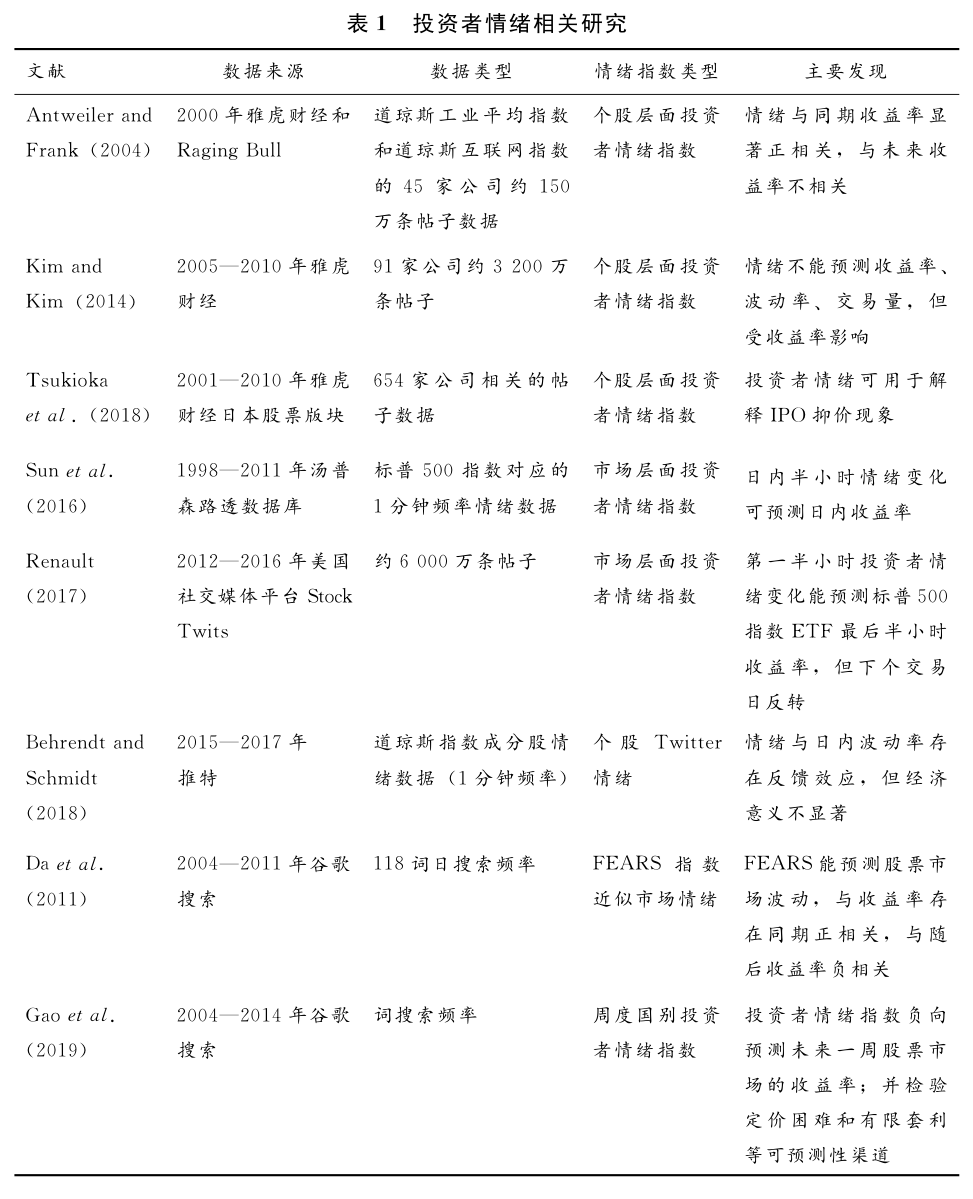 表 1 投资者情绪相关研究
文献 数据来源 数据类型 情绪指数类型 主要发现
Antweiler and 2000 年雅虎财经和 道琼斯工业平均指数 个股层面投资 情绪与同期收益率显
Frank (2004) Raging Bull 和道琼斯互联网指数 者情绪指数 著正相关，与未来收
的 45 家公司约 150 益率不相关
万条帖子数据
Kim and 2005—2010 年雅虎 91 家公司约 3 200 万 个股层面投资 情绪不能预测收益率、
Kim (2014) 财经 条帖子 者情绪指数 波动率、交易量，但
受收益率影响
Tsukioka 2001—2010 年雅虎 654 家公司相关的帖 个股层面投资 投资者情绪可用于解
et al. (2018) 财经日本股票版块 子数据 者情绪指数 释 IPO 抑价现象
Sun et al. 1998—2011 年汤普 标普 500 指数对应的 市场层面投资 日内半小时情绪变化
(2016) 森路透数据库 1 分钟频率情绪数据 者情绪指数 可预测日内收益率
Renault 2012—2016 年美国 约 6 000 万条帖子 市场层面投资 第一半小时投资者情
(2017) 社交媒体平台 Stock 者情绪指数 绪变化能预测标普 500
Twits 指数 ETF 最后半小时
收益率，但下个交易
日反转
Behrendt and 2015—2017 年 道琼斯指数成分股情 个股 Twitter 情绪与日内波动率存
Schmidt 推特 绪数据（1 分钟频率） 情绪 在反馈效应，但经济
(2018) 意义不显著
Da et al. 2004—2011 年谷歌 118 词日搜索频率 FEARS 指数 FEARS 能预测股票市
(2011) 搜索 近似市场情绪 场波动，与收益率存
在同期正相关，与随
后收益率负相关
Gao et al. 2004—2014 年谷歌 词搜索频率 周度国别投资 投资者情绪指数负向
(2019) 搜索 者情绪指数 预测未来一周股票市
场的收益率；并检验
定价困难和有限套利
等可预测性渠道